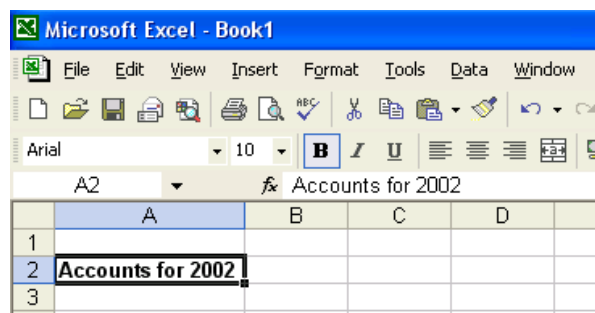 Microsoft Excel - Book1
File Edit View Insert Format Tools Data Window
ABC
Arial 10 B I U a
A2 fx Accounts for 2002
A B C D
1
2 Accounts for 2002
3